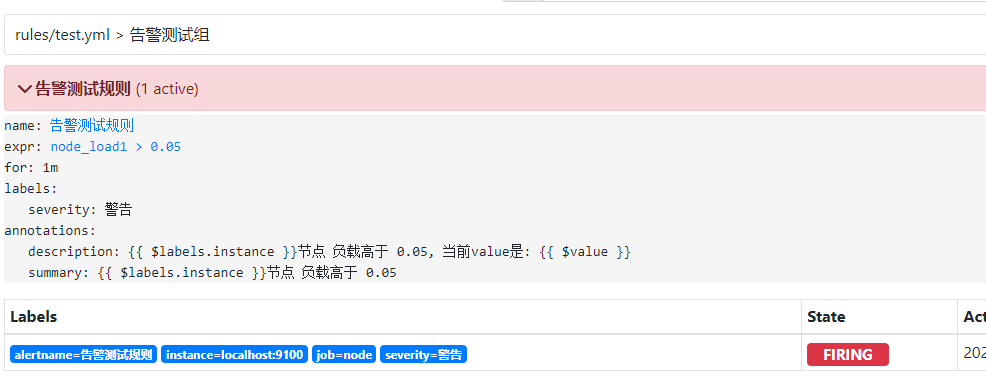 rules/test.yml > 告警测试组
告警测试规则 (1 active)
name: 告警测试规则
expr: node_load1 > 0.05
for: 1m
labels:
severity: 警告
annotations:
description: {{ $labels.instance }}节点 负载高于 0.05, 当前value是: {{ $value }}
summary: {{ $labels.instance }}节点 负载高于 0.05
Labels State Act
alertname=告警测试规则 instance=localhost:9100 job=node severity=警告 FIRING 202